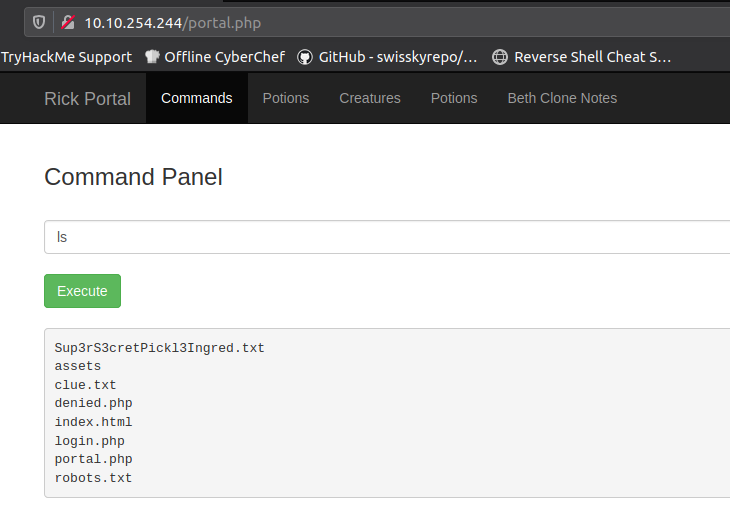 10.10.254.244/portal.php
TryHackMe Support Offline CyberChef GitHub - swisskyrepo/… Reverse Shell Cheat S…
Rick Portal Commands Potions Creatures Potions Beth Clone Notes
Command Panel
ls
Execute
Sup3rS3cretPickl3Ingred.txt
assets
clue.txt
denied.php
index.html
login.php
portal.php
robots.txt